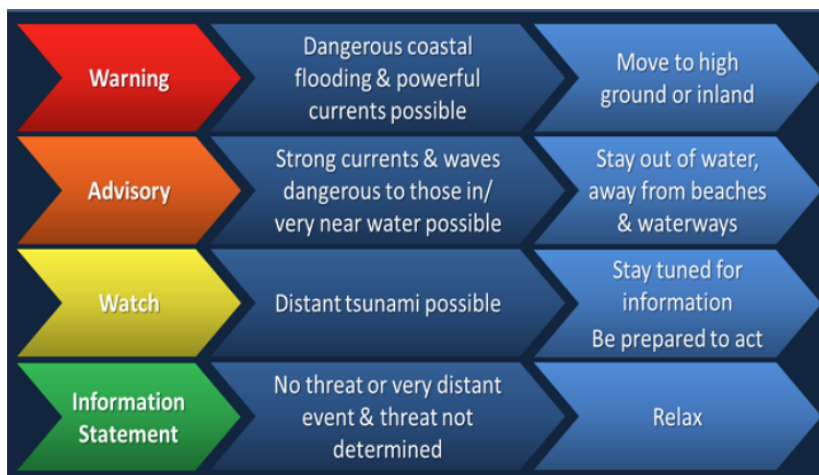 Warning
Dangerous coastal
flooding & powerful
currents possible
Move to high
ground or inland
Advisory
Strong currents & waves
dangerous to those in/
very near water possible
Stay out of water,
away from beaches
& waterways
Watch
Distant tsunami possible
Stay tuned for
information
Be prepared to act
Information
Statement
No threat or very distant
event & threat not
determined
Relax